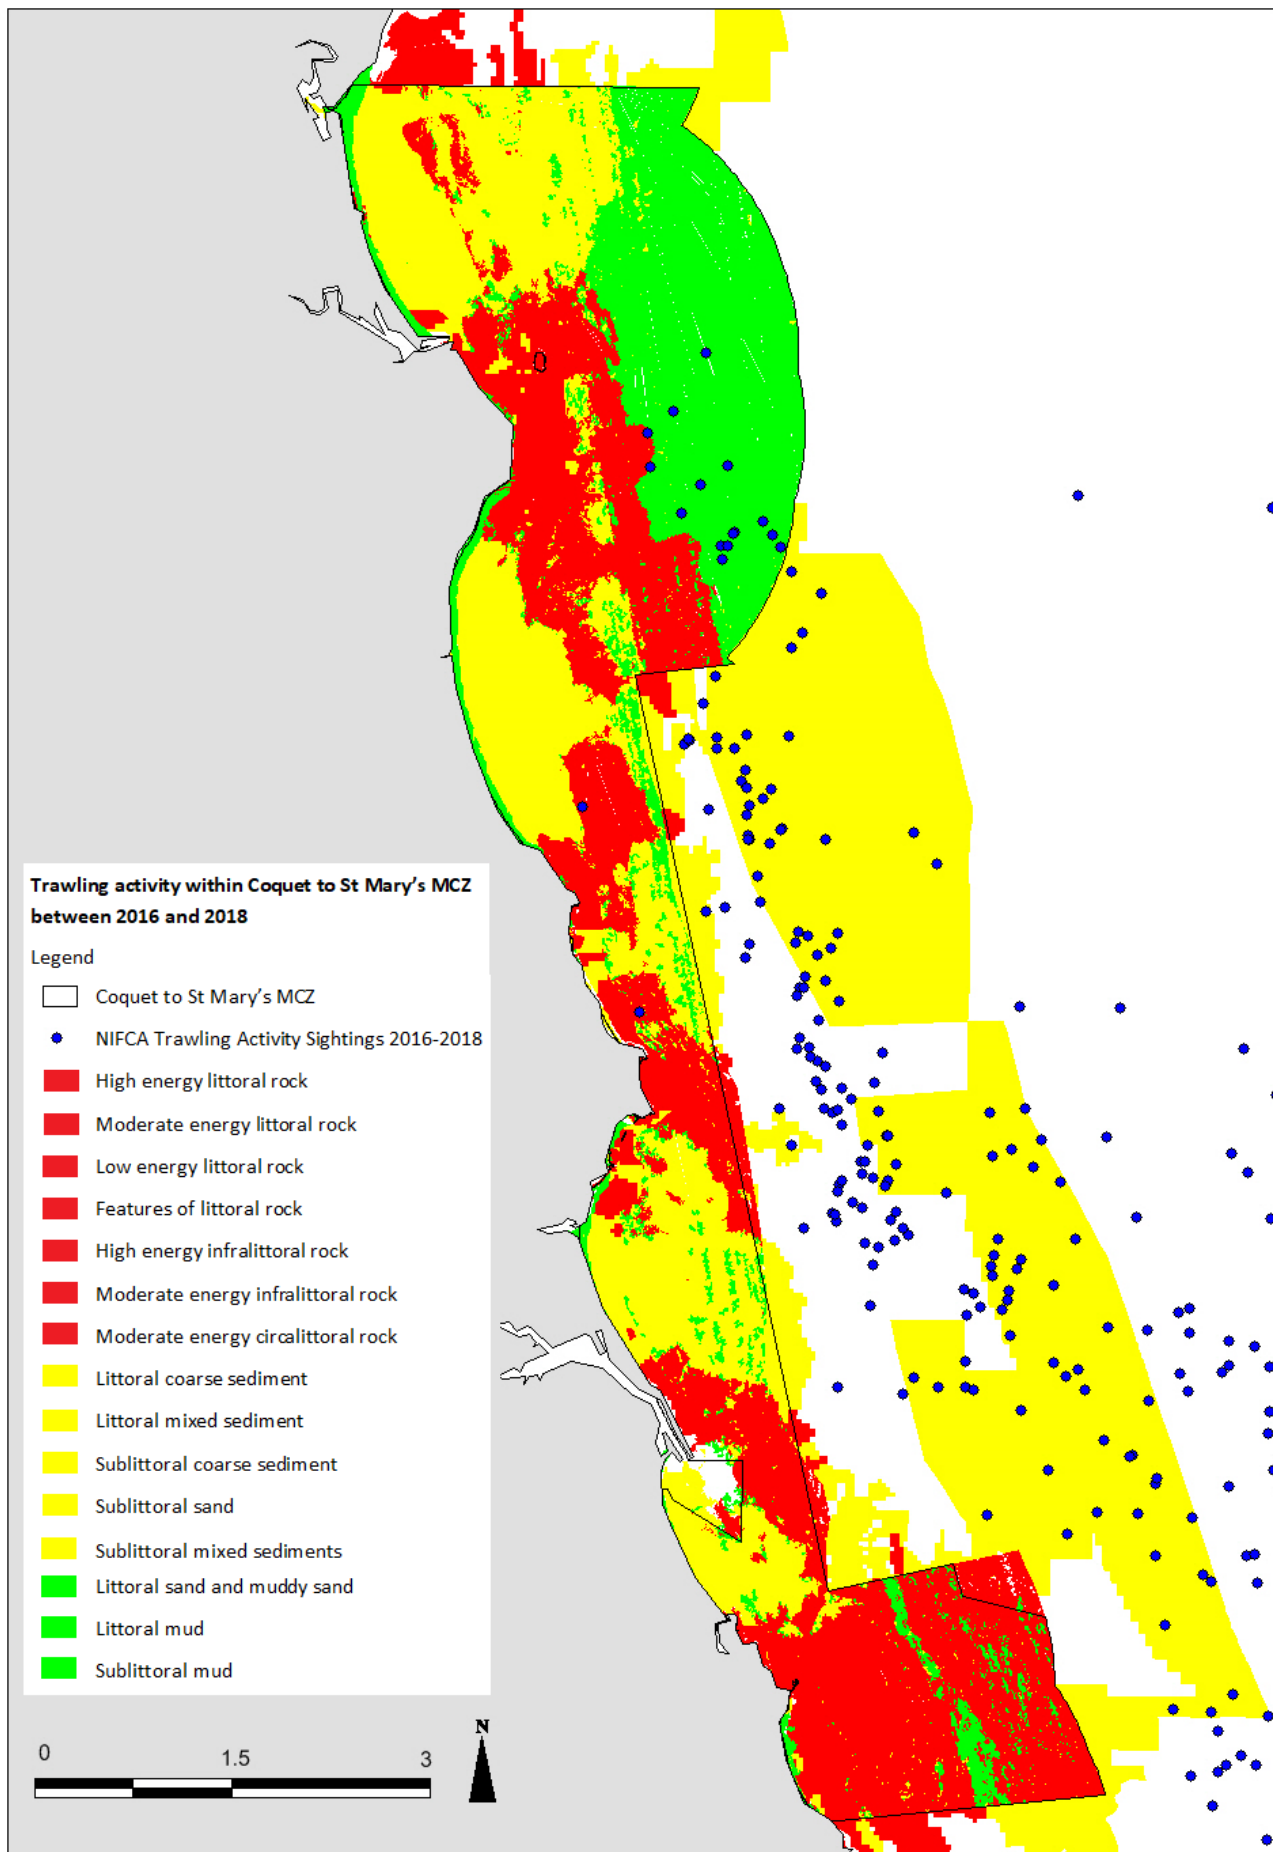 Trawling activity within Coquet to St Mary's MCZ
between 2016 and 2018
Legend
Coquet to St Mary's MCZ
NIFCA Trawling Activity Sightings 2016-2018
High energy littoral rock
Moderate energy littoral rock
Low energy littoral rock
Features of littoral rock
High energy infralittoral rock
Moderate energy infralittoral rock
Moderate energy circalittoral rock
Littoral coarse sediment
Littoral mixed sediment
Sublittoral coarse sediment
Sublittoral sand
Sublittoral mixed sediments
Littoral sand and muddy sand
Littoral mud
Sublittoral mud
0 1.5 3
N